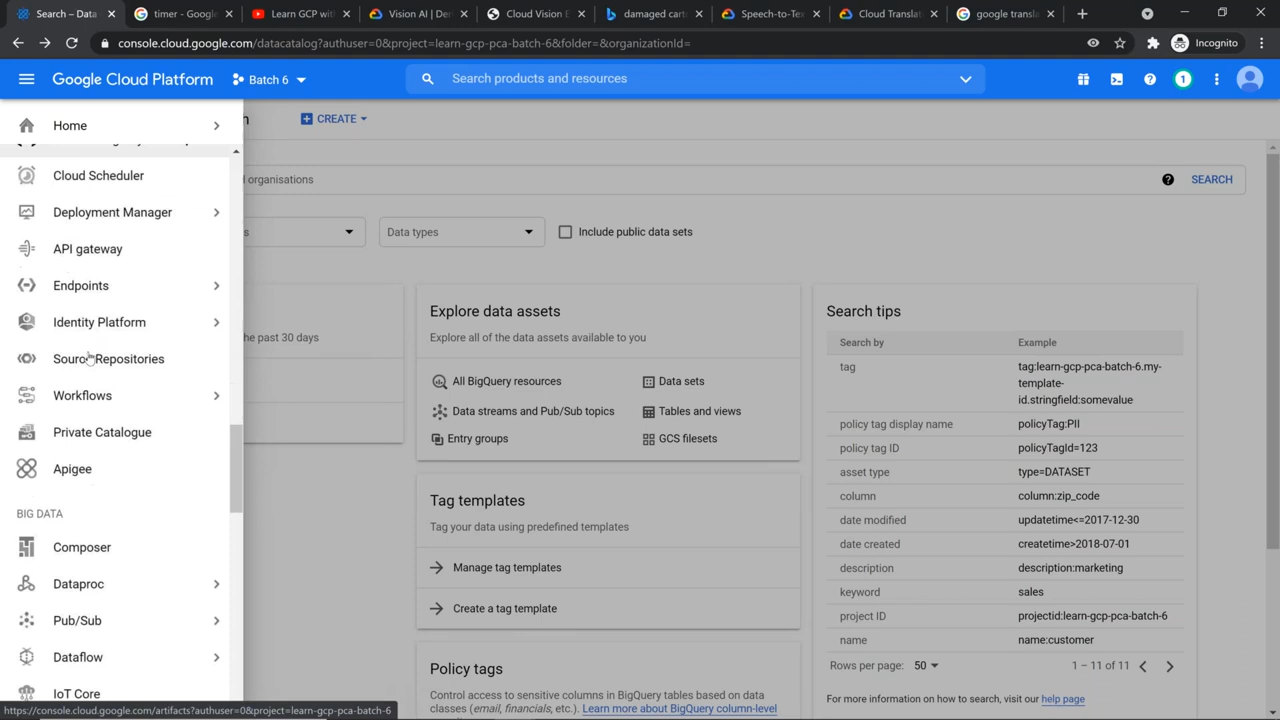 Search – Data
timer - Google
Learn GCP with
Vision AI | Der
Cloud Vision E
damaged carto
Speech-to-Tex
Cloud Translat
google transla
console.cloud.google.com/datacatalog?authuser=0&project=learn-gcp-pca-batch-6&folder=&organizationId=
Incognito
Google Cloud Platform
Batch 6
Search products and resources
1
Home
CREATE
Cloud Scheduler
organisations
SEARCH
Deployment Manager
Data types
Include public data sets
API gateway
Endpoints
Identity Platform
Source Repositories
Workflows
Private Catalogue
Apigee
BIG DATA
Composer
Dataproc
Pub/Sub
Dataflow
IoT Core
he past 30 days
Explore data assets
Explore all of the data assets available to you
All BigQuery resources
Data sets
Data streams and Pub/Sub topics
Tables and views
Entry groups
GCS filesets
Tag templates
Tag your data using predefined templates
Manage tag templates
Create a tag template
Policy tags
Control access to sensitive columns in BigQuery tables based on data
classes (email, financials, etc.). Learn more about BigQuery column-level
Search tips
Search by Example
tag tag:learn-gcp-pca-batch-6.my-
template-
id.stringfield:somevalue
policy tag display name policyTag:PII
policy tag ID policyTagId=123
asset type type=DATASET
column column:zip_code
date modified updatetime<=2017-12-30
date created createtime>2018-07-01
description description:marketing
keyword sales
project ID projectid:learn-gcp-pca-batch-6
name name:customer
Rows per page: 50 1 – 11 of 11
For more information on how to search, visit our help page
https://console.cloud.google.com/artifacts?authuser=0&project=learn-gcp-pca-batch-6